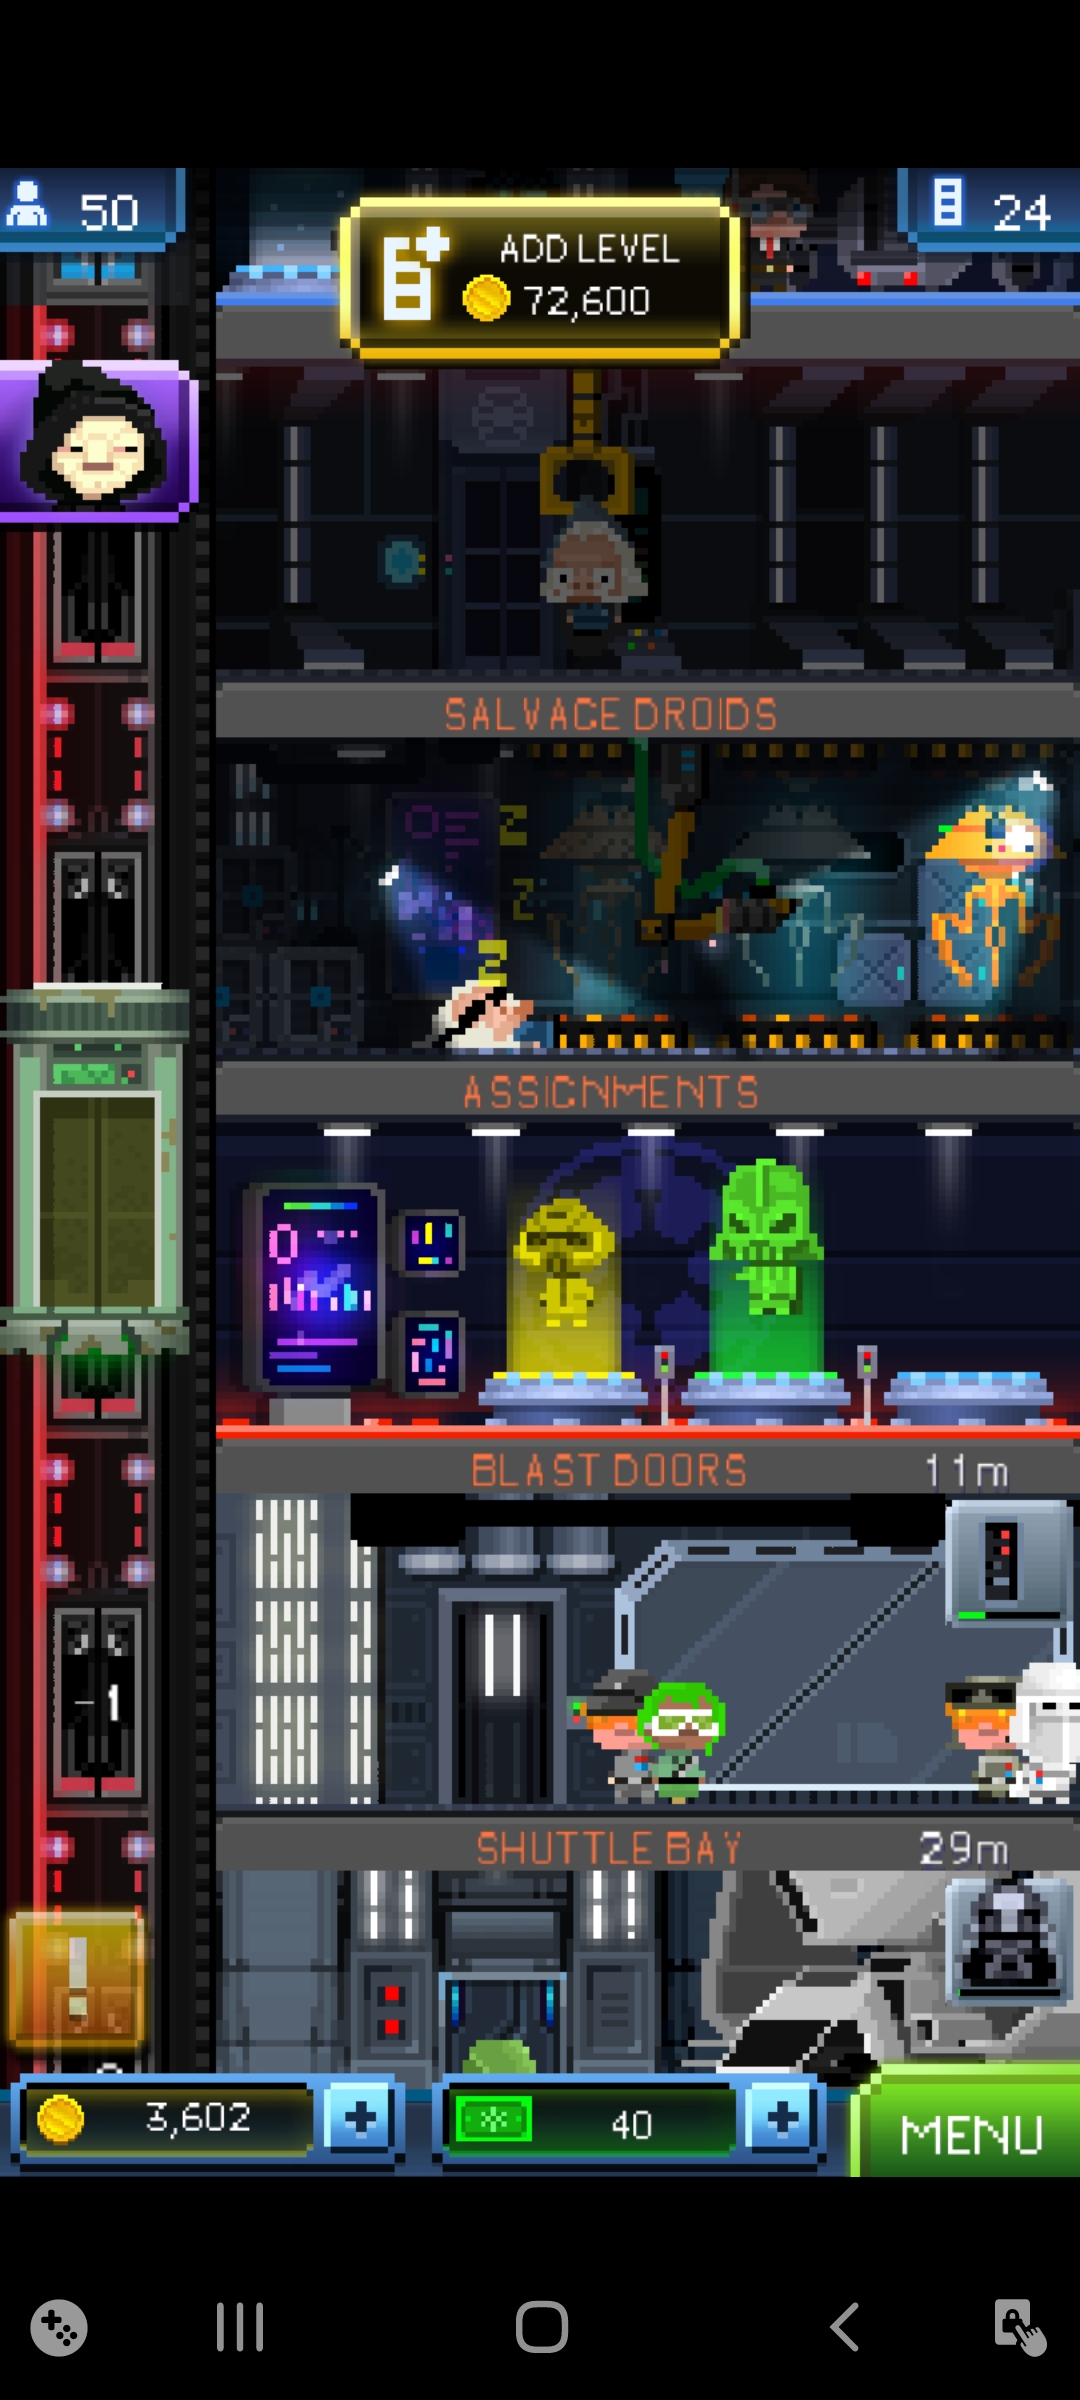 50
24
ADD LEVEL
72,600
SALVAGE DROIDS
Z
Z
Z
ASSIGNMENTS
BLAST DOORS 11m
-1
SHUTTLE BAY 29m
!
3,602 +
40 +
MENU